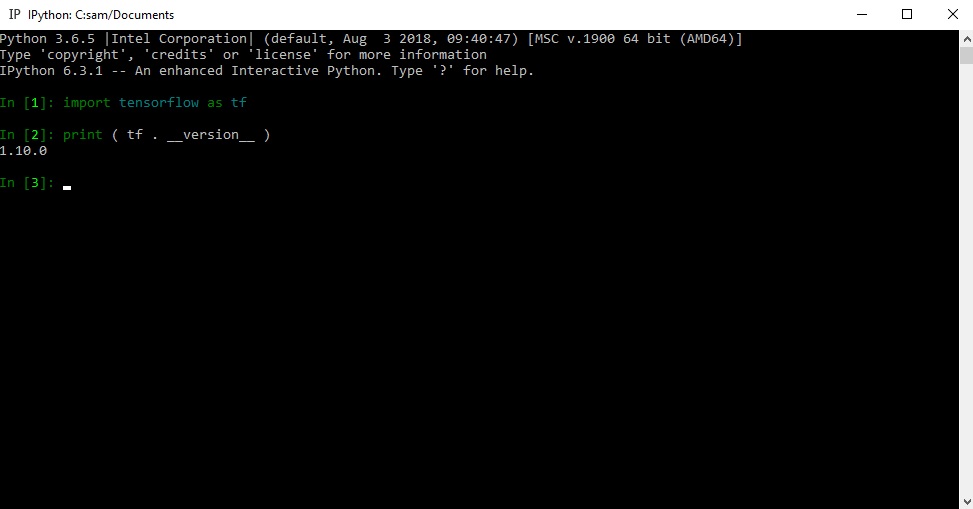 IP IPython: C:sam/Documents
Python 3.6.5 |Intel Corporation| (default, Aug  3 2018, 09:40:47) [MSC v.1900 64 bit (AMD64)]
Type 'copyright', 'credits' or 'license' for more information
IPython 6.3.1 -- An enhanced Interactive Python. Type '?' for help.
In [1]: import tensorflow as tf
In [2]: print ( tf . __version__ )
1.10.0
In [3]: